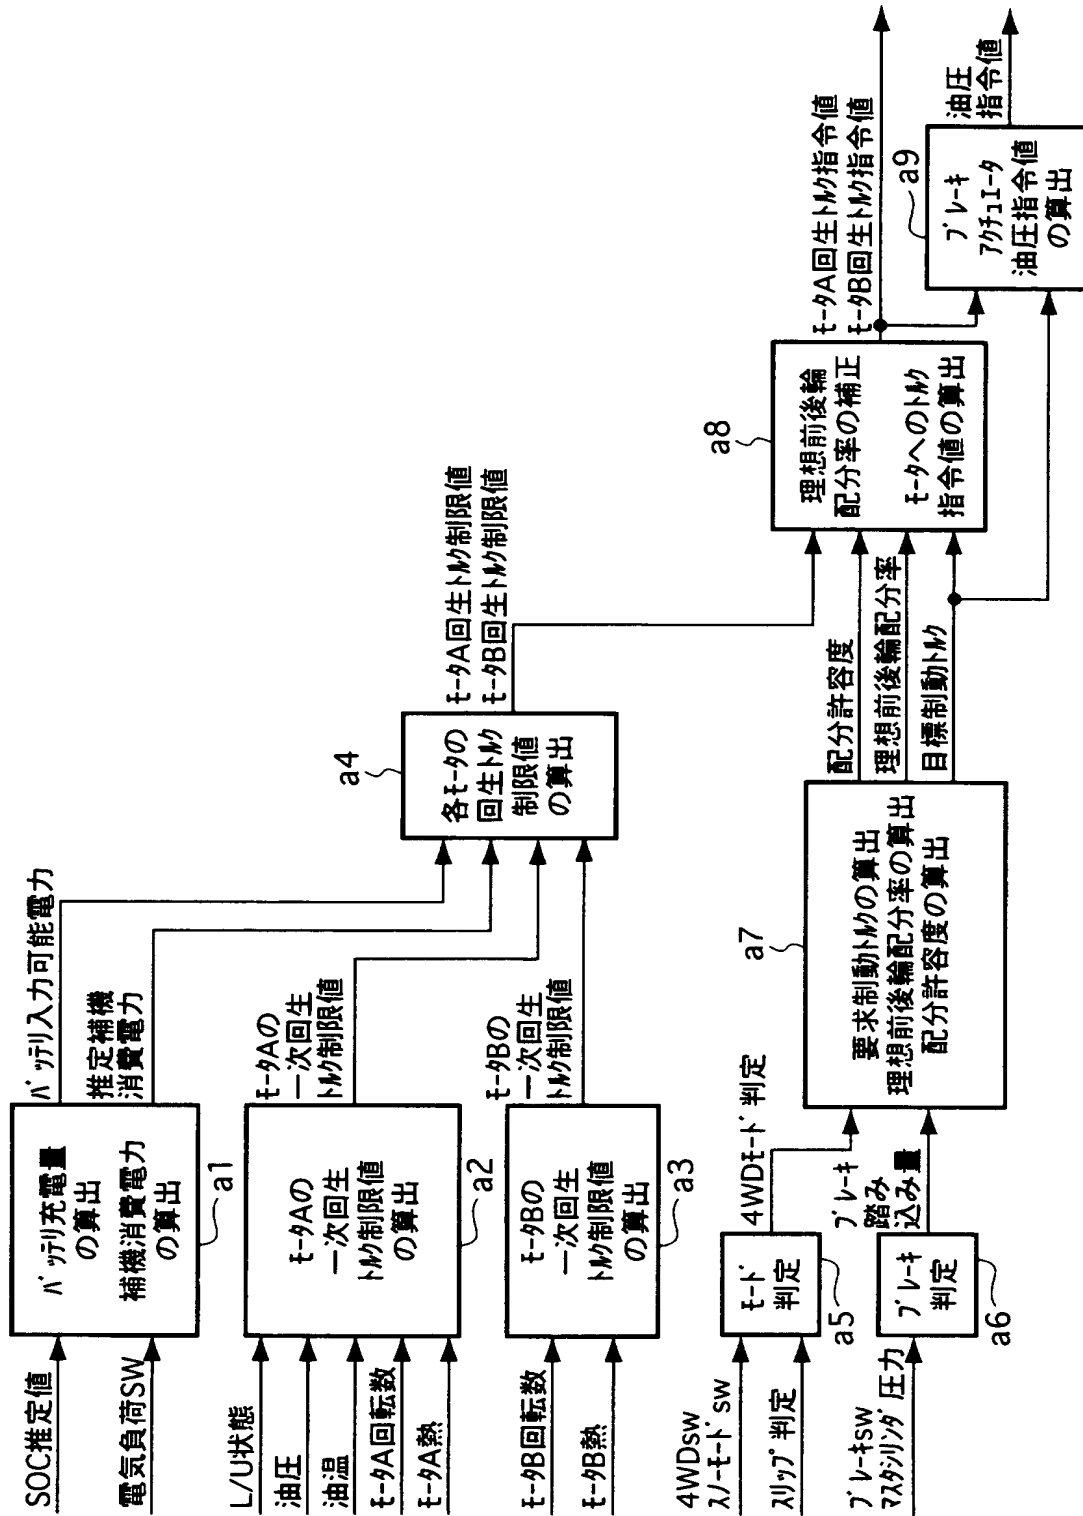 SOC推定値
電気負荷SW
バッテリ充電量
の算出
補機消費電力
の算出
a1
バッテリ入力可能電力
推定補機
消費電力
L/U状態
油圧
油温
モータA回転数
モータA熱
モータAの
一次回生
トルク制限値
の算出
a2
モータAの
一次回生
トルク制限値
モータB回転数
モータB熱
モータBの
一次回生
トルク制限値
の算出
a3
モータBの
一次回生
トルク制限値
a4
各モータの
回生トルク
制限値
の算出
モータA回生トルク制限値
モータB回生トルク制限値
4WDsw
スノーモードsw
スリップ判定
モード
判定
a5
4WDモード判定
ブレーキsw
マスタシリンダ圧力
ブレーキ
判定
a6
ブレーキ
踏み
込み量
a7
要求制動トルクの算出
理想前後輪配分率の算出
配分許容度の算出
配分許容度
理想前後輪配分率
目標制動トルク
a8
理想前後輪
配分率の補正
モータへのトルク
指令値の算出
モータA回生トルク指令値
モータB回生トルク指令値
a9
ブレーキ
アクチュエータ
油圧指令値
の算出
油圧
指令値